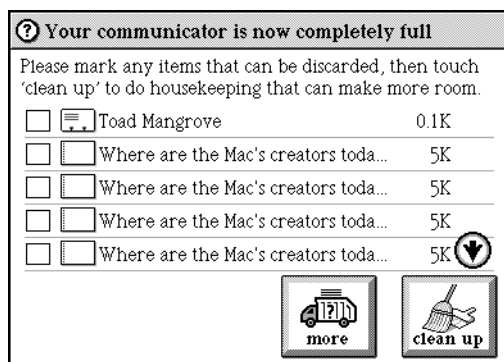 Your communicator is now completely full
Please mark any items that can be discarded, then touch
'clean up' to do housekeeping that can make more room.
Toad Mangrove 0.1K
Where are the Mac's creators toda... 5K
Where are the Mac's creators toda... 5K
Where are the Mac's creators toda... 5K
Where are the Mac's creators toda... 5K
more clean up